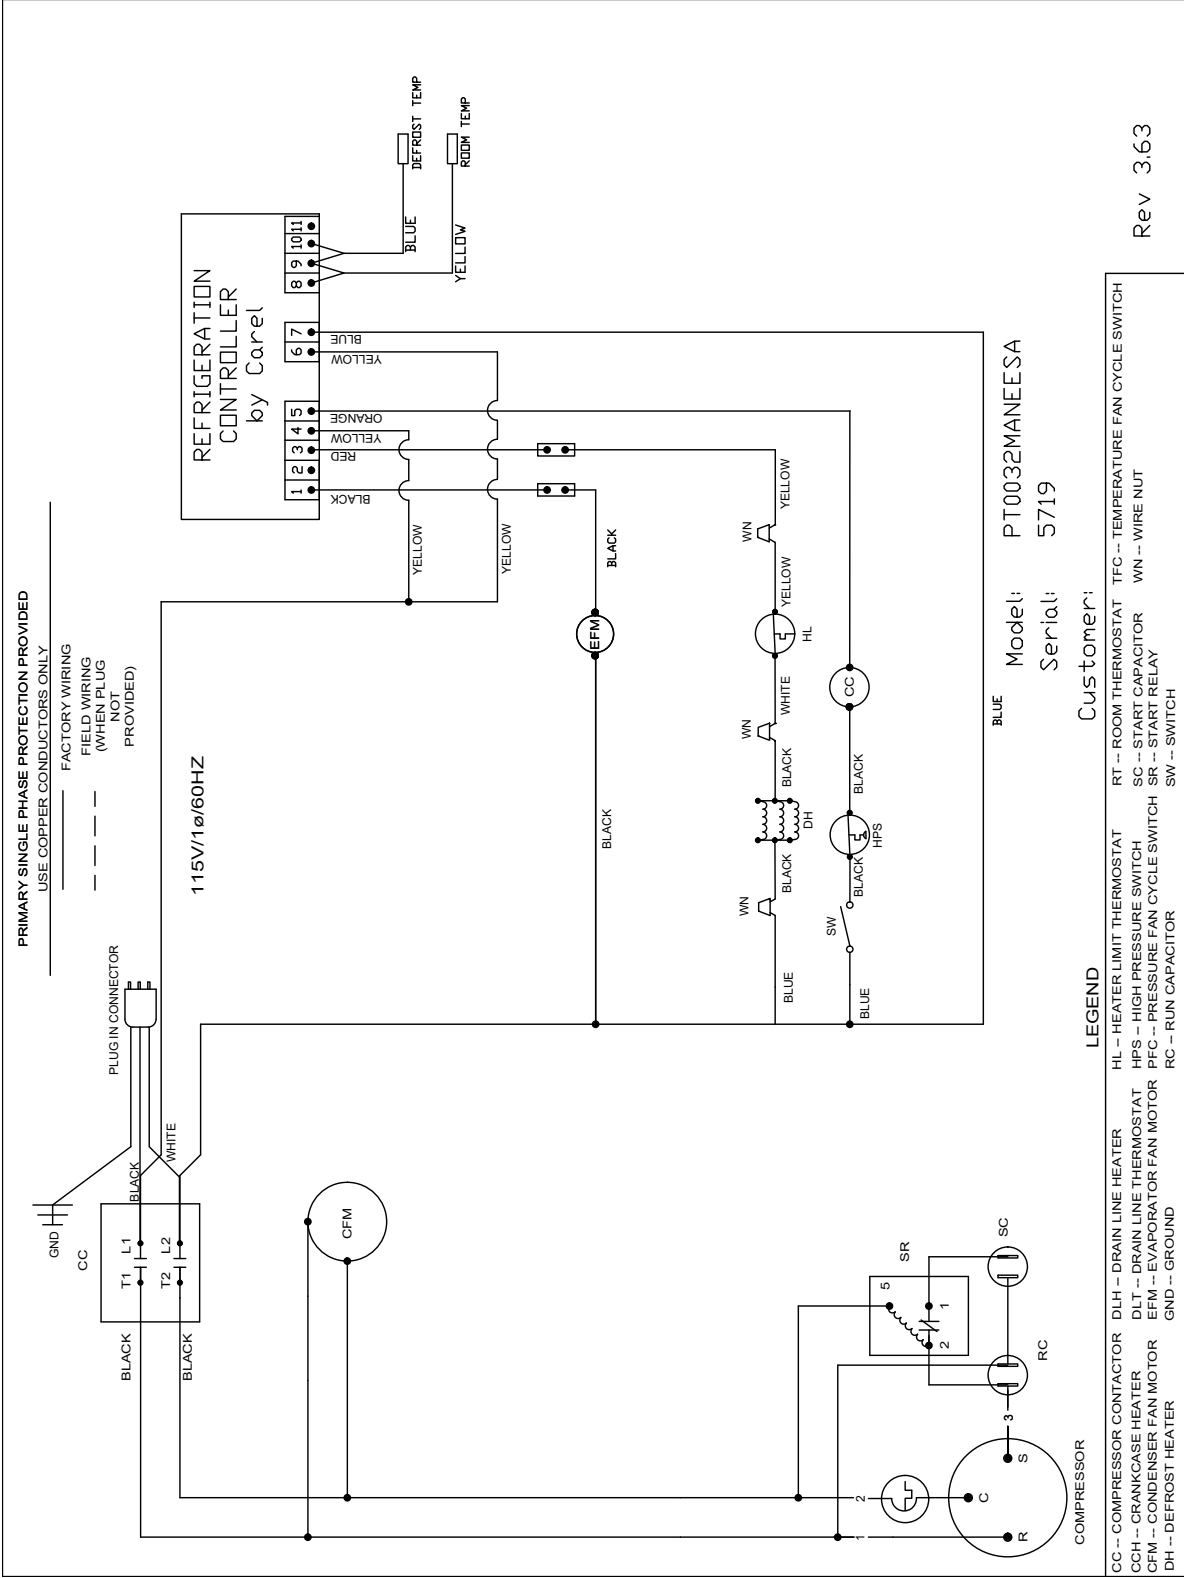 PRIMARY SINGLE PHASE PROTECTION PROVIDED
USE COPPER CONDUCTORS ONLY
FACTORY WIRING
FIELD WIRING
(WHEN PLUG
NOT
PROVIDED)
115V/1ø/60HZ
PLUG IN CONNECTOR
GND
CC
BLACK
WHITE
T1
L1
T2
L2
BLACK
BLACK
CFM
REFRIGERATION
CONTROLLER
by Carel
1
2
3
4
5
6
7
8
9
10
11
BLACK
RED
YELLOW
ORANGE
YELLOW
BLUE
BLUE
DEFROST TEMP
YELLOW
ROOM TEMP
YELLOW
YELLOW
BLACK
EFM
BLACK
BLUE
WN
BLACK
DH
BLACK
WN
WHITE
HL
YELLOW
WN
YELLOW
BLUE
SW
BLACK
HPS
BLACK
CC
BLUE
SR
5
2
1
SC
RC
3
2
1
C
S
R
COMPRESSOR
Model: PT0032MANEESA
Serial: 5719
Customer:
Rev 3.63
LEGEND
CC -- COMPRESSOR CONTACTOR
CCH -- CRANKCASE HEATER
CFM -- CONDENSER FAN MOTOR
DH -- DEFROST HEATER
DLH – DRAIN LINE HEATER
DLT -- DRAIN LINE THERMOSTAT
EFM -- EVAPORATOR FAN MOTOR
GND -- GROUND
HL – HEATER LIMIT THERMOSTAT
HPS – HIGH PRESSURE SWITCH
PFC -- PRESSURE FAN CYCLE SWITCH
RC – RUN CAPACITOR
RT -- ROOM THERMOSTAT
SC -- START CAPACITOR
SR -- START RELAY
SW -- SWITCH
TFC -- TEMPERATURE FAN CYCLE SWITCH
WN -- WIRE NUT